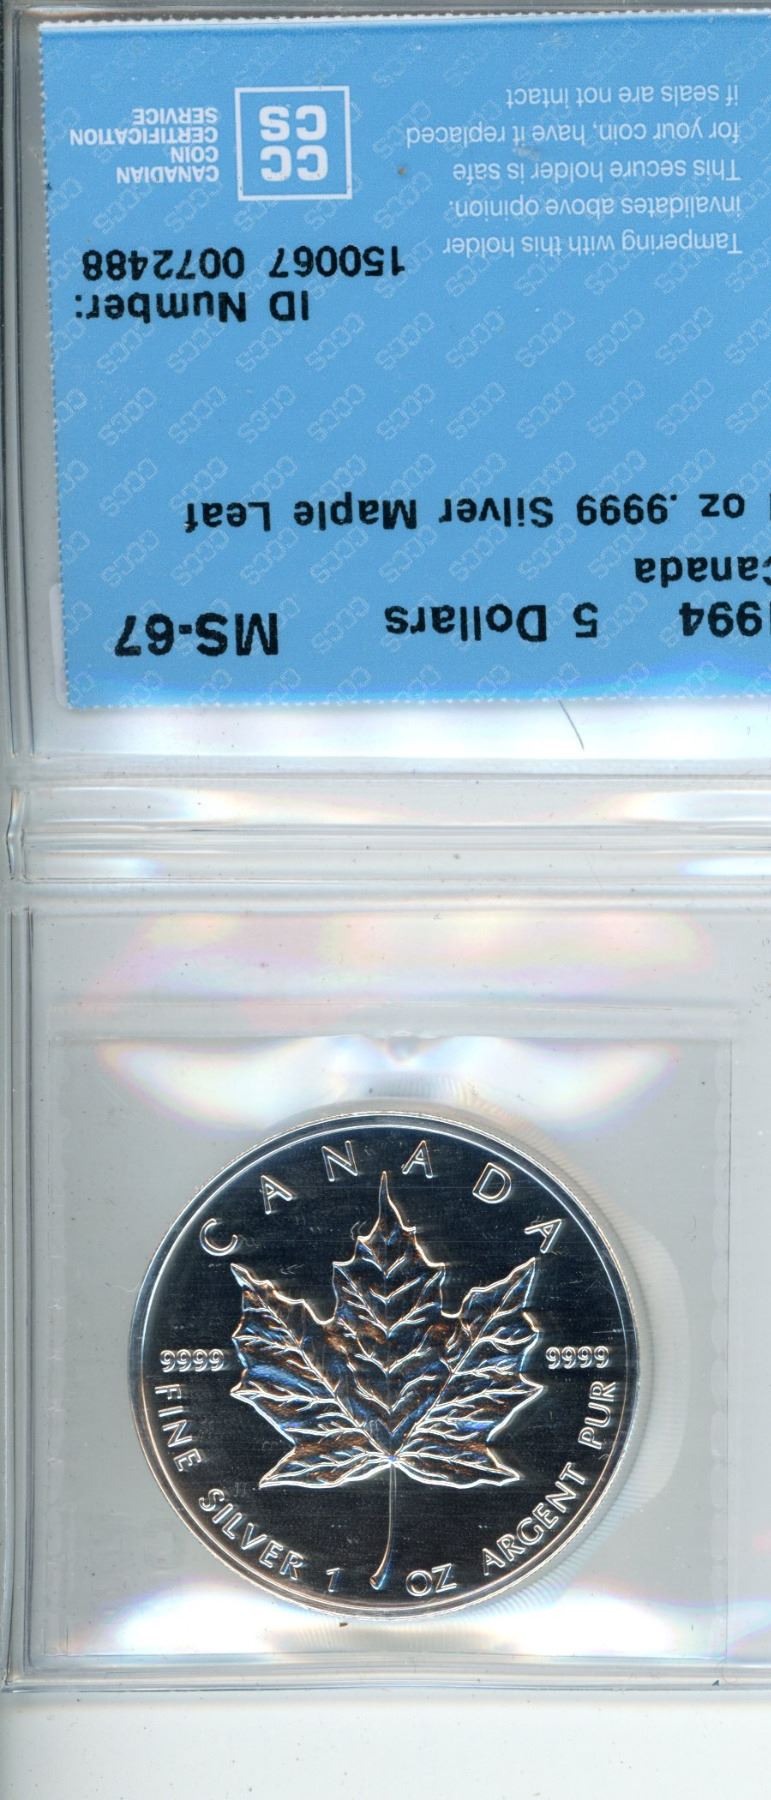 1994 5 Dollars MS-67
Canada
1 oz .9999 Silver Maple Leaf
ID Number:
150067 0072488
Tampering with this holder
invalidates above opinion.
This secure holder is safe
for your coin, have it replaced
if seals are not intact
CC
CS
CANADIAN
COIN
CERTIFICATION
SERVICE
CANADA
9999 9999
FINE SILVER 1 OZ ARGENT PUR